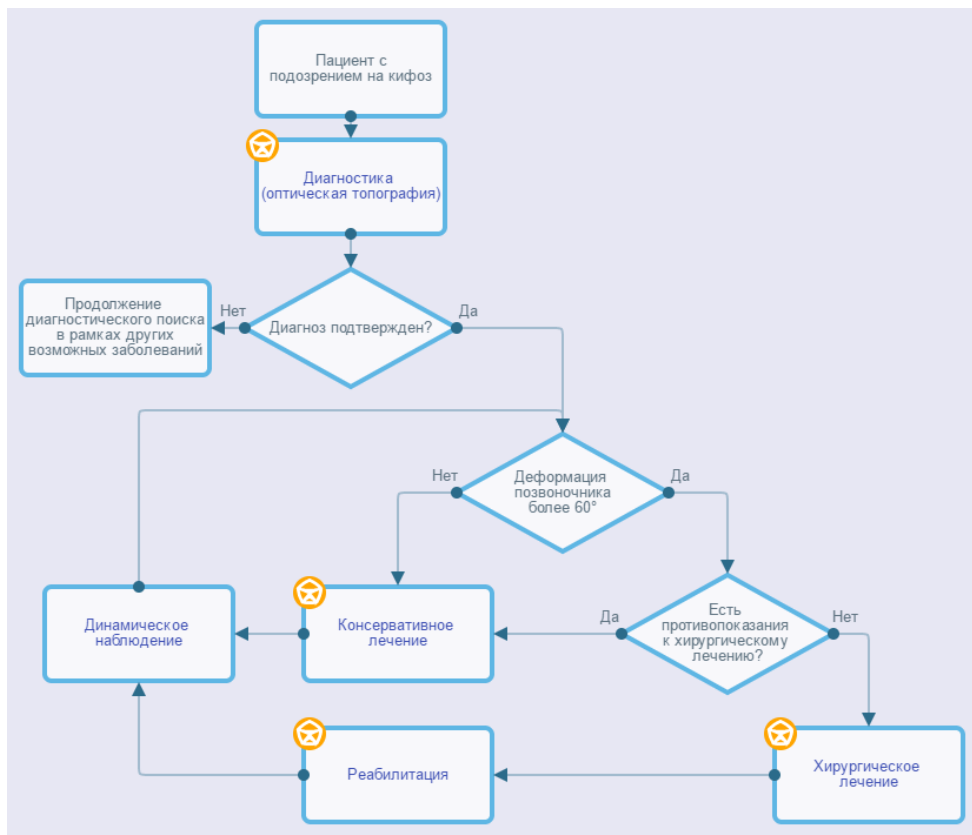 Пациент с
подозрением на кифоз
Диагностика
(оптическая топография)
Продолжение
диагностического поиска
в рамках других
возможных заболеваний
Нет
Диагноз подтвержден?
Да
Нет
Деформация
позвоночника
более 60°
Да
Динамическое
наблюдение
Консервативное
лечение
Да
Есть
противопоказания
к хирургическому
лечению?
Нет
Реабилитация
Хирургическое
лечение